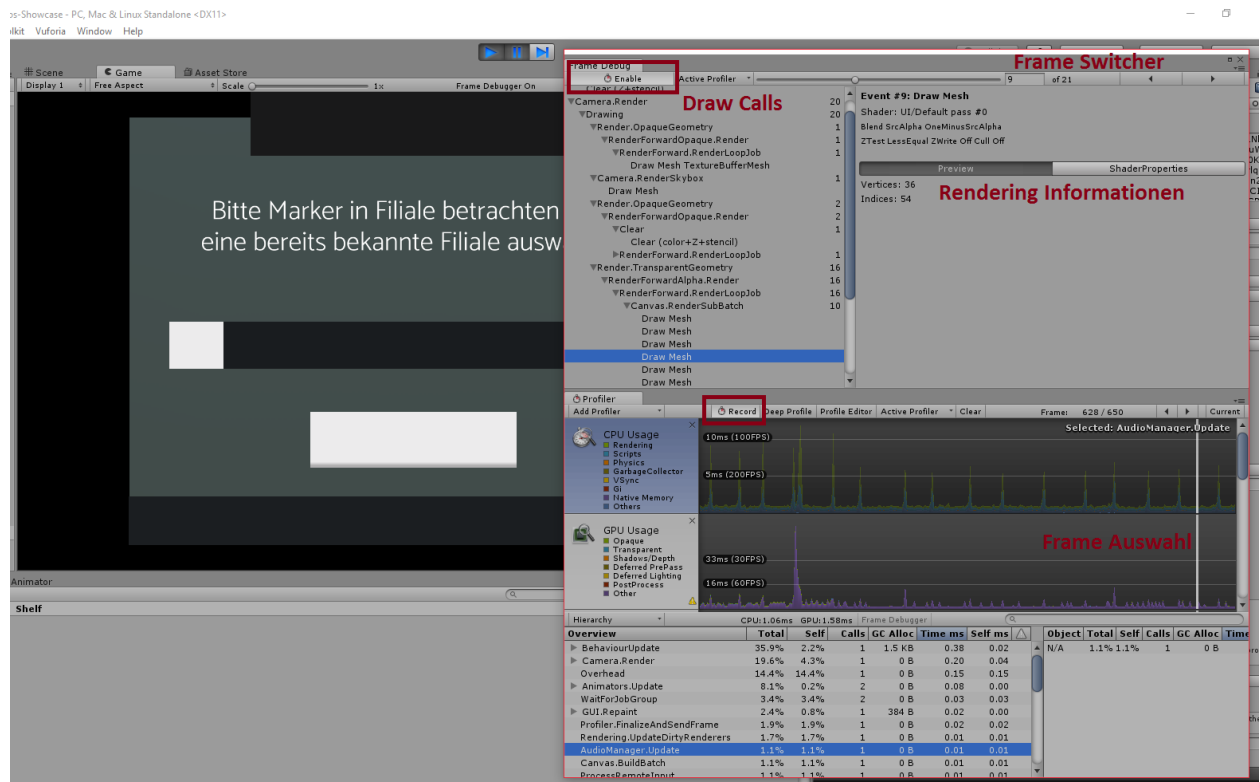 os-Showcase - PC, Mac & Linux Standalone <DX11>
lkit Vuforia Window Help
Scene Game Asset Store
Display 1 Free Aspect Scale 1x Frame Debugger On
Bitte Marker in Filiale betrachten
eine bereits bekannte Filiale ausw
Animator
Shelf
Frame Debug
Frame Switcher
Enable Active Profiler 9 of 21
Draw Calls
Clear (Z+stencil)
Camera.Render 20
Drawing 20
Render.OpaqueGeometry 1
RenderForwardOpaque.Render 1
RenderForward.RenderLoopJob 1
Draw Mesh TextureBufferMesh
Camera.RenderSkybox 1
Draw Mesh
Render.OpaqueGeometry 2
RenderForwardOpaque.Render 2
Clear 1
Clear (color+Z+stencil)
RenderForward.RenderLoopJob 1
Render.TransparentGeometry 16
RenderForwardAlpha.Render 16
RenderForward.RenderLoopJob 16
Canvas.RenderSubBatch 10
Draw Mesh
Draw Mesh
Draw Mesh
Draw Mesh
Draw Mesh
Draw Mesh
Event #9: Draw Mesh
Shader: UI/Default pass #0
Blend SrcAlpha OneMinusSrcAlpha
ZTest LessEqual ZWrite Off Cull Off
Preview ShaderProperties
Vertices: 36
Indices: 54
Rendering Informationen
Profiler
Add Profiler Record Deep Profile Profile Editor Active Profiler Clear Frame: 628 / 650 Current
Selected: AudioManager.Update
CPU Usage
Rendering
Scripts
Physics
GarbageCollector
VSync
Gi
Native Memory
Others
10ms (100FPS)
5ms (200FPS)
GPU Usage
Opaque
Transparent
Shadows/Depth
Deferred PrePass
Deferred Lighting
PostProcess
Other
33ms (30FPS)
16ms (60FPS)
Frame Auswahl
Hierarchy CPU:1.06ms GPU:1.58ms Frame Debugger
Overview Total Self Calls GC Alloc Time ms Self ms
BehaviourUpdate 35.9% 2.2% 1 1.5 KB 0.38 0.02
Camera.Render 19.6% 4.3% 1 0 B 0.20 0.04
Overhead 14.4% 14.4% 1 0 B 0.15 0.15
Animators.Update 8.1% 0.2% 2 0 B 0.08 0.00
WaitForJobGroup 3.4% 3.4% 2 0 B 0.03 0.03
GUI.Repaint 2.4% 0.8% 1 384 B 0.02 0.00
Profiler.FinalizeAndSendFrame 1.9% 1.9% 1 0 B 0.02 0.02
Rendering.UpdateDirtyRenderers 1.7% 1.7% 1 0 B 0.01 0.01
AudioManager.Update 1.1% 1.1% 1 0 B 0.01 0.01
Canvas.BuildBatch 1.1% 1.1% 1 0 B 0.01 0.01
ProcessRemoteInput 1.1% 1.1% 1 0 B 0.01 0.01
Object Total Self Calls GC Alloc Time
N/A 1.1% 1.1% 1 0 B